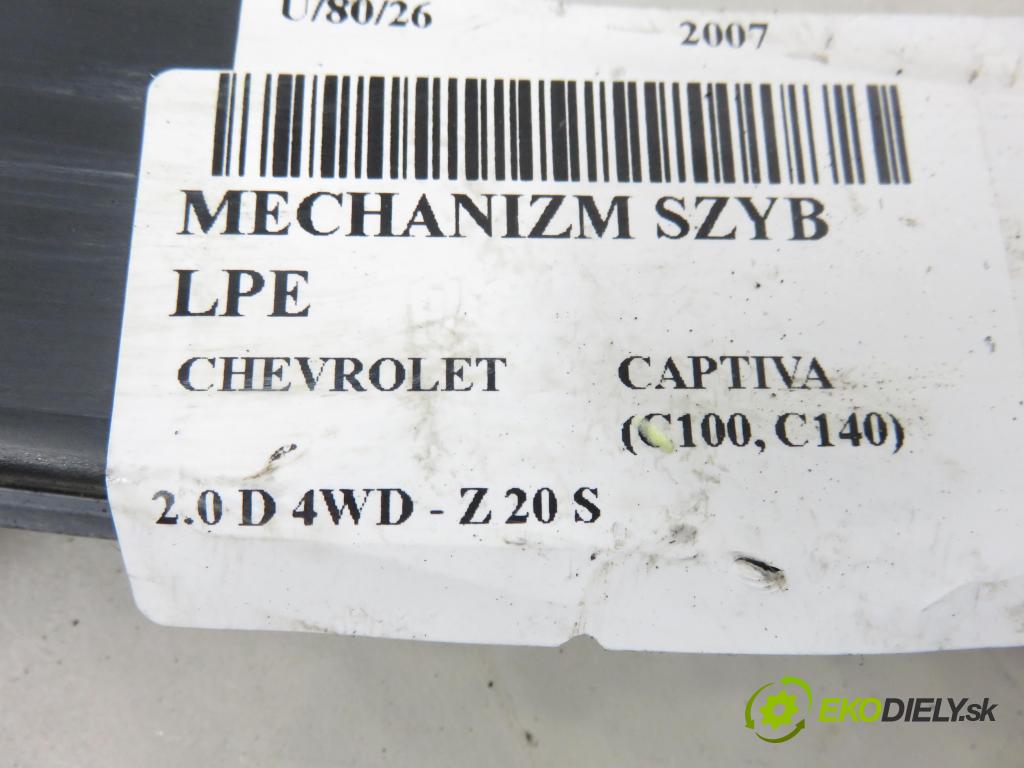 U/80/26 2007
MECHANIZM SZYB
LPE
CHEVROLET CAPTIVA
(C100, C140)
2.0 D 4WD - Z 20 S
EKODIELY.sk